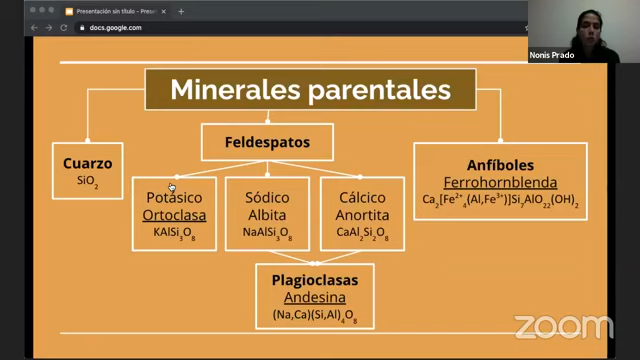 Presentación sin título - Presen
docs.google.com
Nonis Prado
Minerales parentales
Feldespatos
Cuarzo
SiO₂
Anfíboles
Ferrohornblenda
Ca₂[Fe²⁺₄(Al,Fe³⁺)]Si₇AlO₂₂(OH)₂
Potásico
Ortoclasa
KAlSi₃O₈
Sódico
Albita
NaAlSi₃O₈
Cálcico
Anortita
CaAl₂Si₂O₈
Plagioclasas
Andesina
(Na,Ca)(Si,Al)₄O₈
zoom